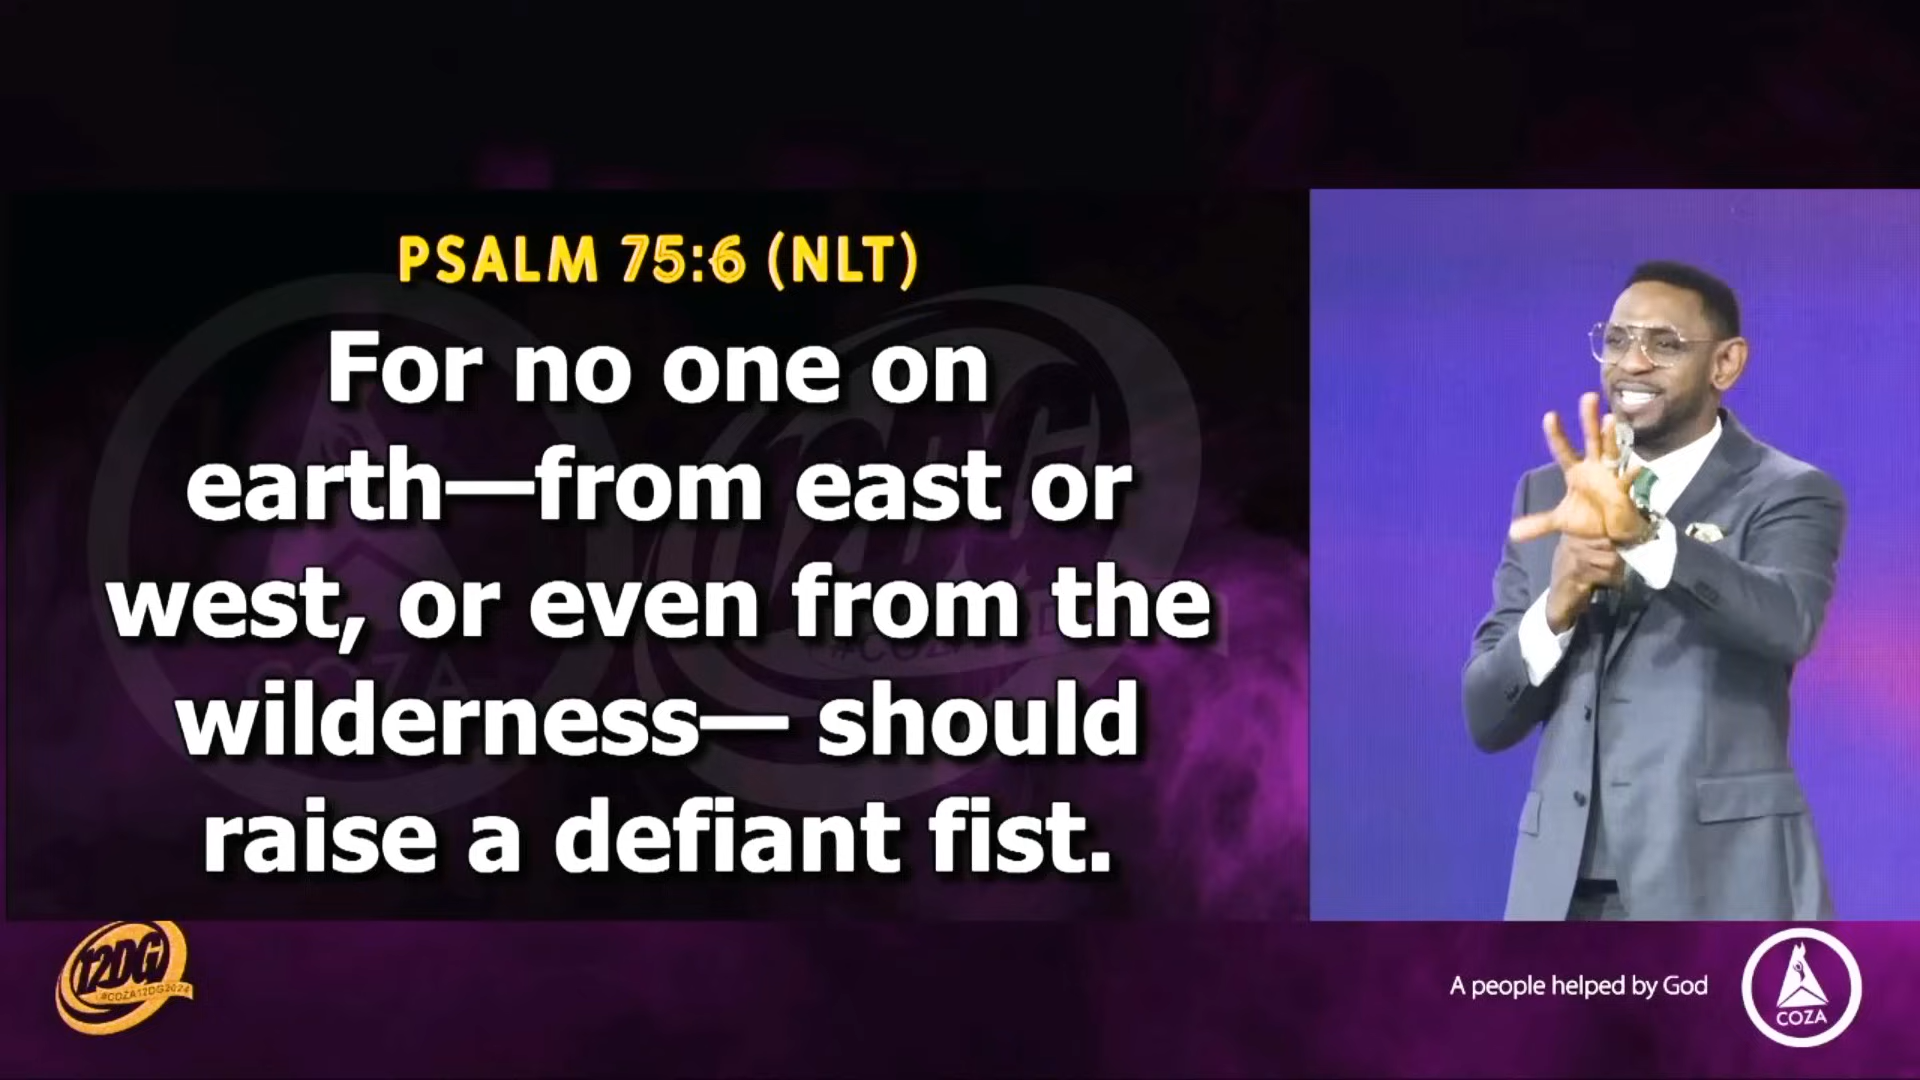 PSALM 75:6 (NLT)
For no one on
earth—from east or
west, or even from the
wilderness— should
raise a defiant fist.
12DG
#COZA12DG2024
A people helped by God
COZA